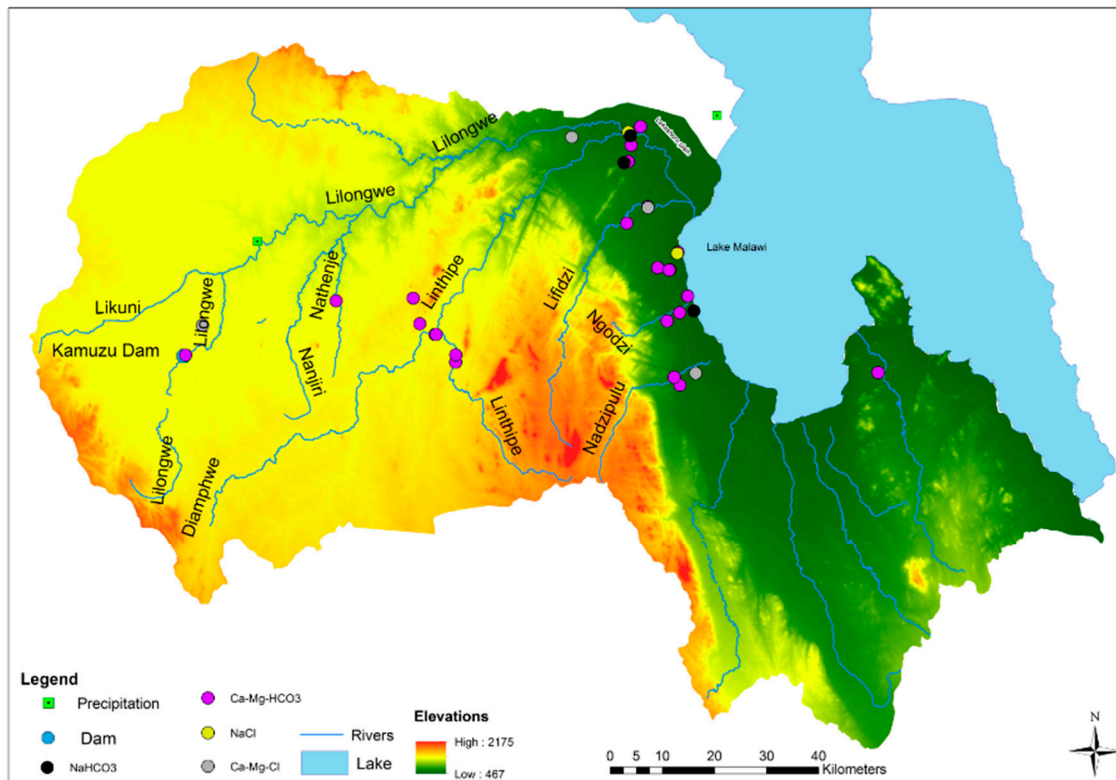 Lilongwe
Lakeshore plain
Lilongwe
Lake Malawi
Nathenje
Linthipe
Lifidzi
Likuni
Lilongwe
Ngodzi
Kamuzu Dam
Nanjiri
Linthipe
Nadzipulu
Lilongwe
Diamphwe
Legend
Precipitation
Dam
NaHCO3
Ca-Mg-HCO3
NaCl
Ca-Mg-Cl
Rivers
Lake
Elevations
High : 2175
Low : 467
0 5 10 20 30 40
Kilometers
N